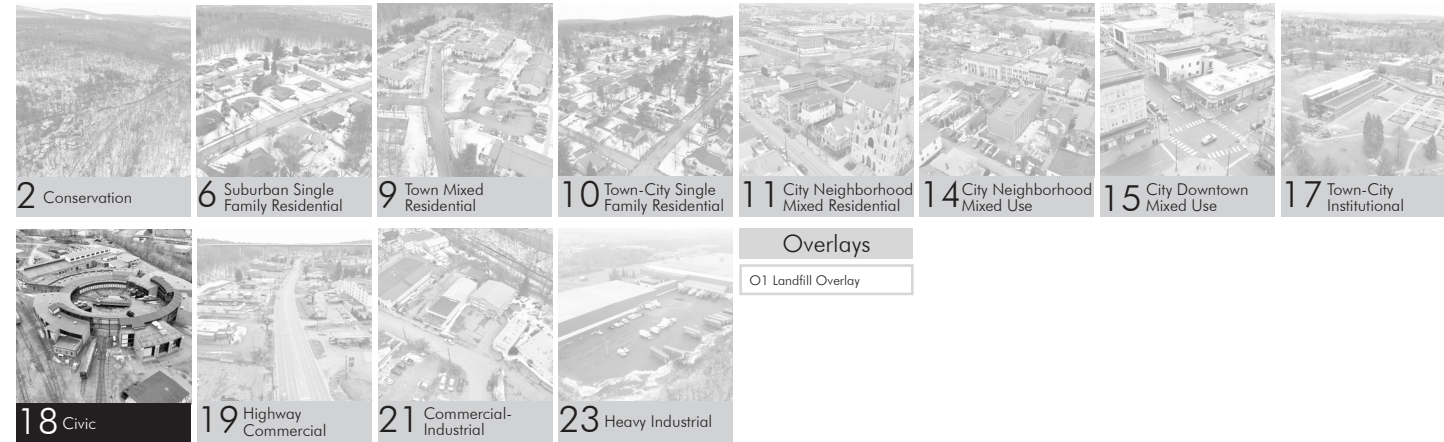 2 Conservation
6 Suburban Single
Family Residential
9 Town Mixed
Residential
10 Town-City Single
Family Residential
11 City Neighborhood
Mixed Residential
14 City Neighborhood
Mixed Use
15 City Downtown
Mixed Use
17 Town-City
Institutional
18 Civic
19 Highway
Commercial
21 Commercial-
Industrial
23 Heavy Industrial
Overlays
O1 Landfill Overlay